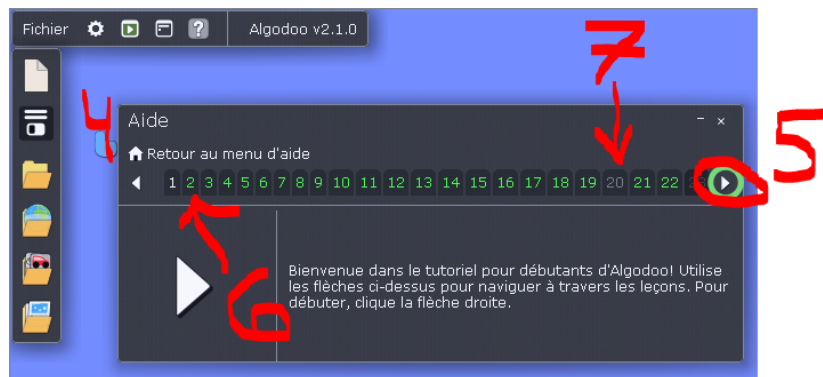 Fichier ? Algodoo v2.1.0
7
4
Aide
5
Retour au menu d'aide
1 2 3 4 5 6 7 8 9 10 11 12 13 14 15 16 17 18 19 20 21 22
6
Bienvenue dans le tutoriel pour débutants d'Algodoo! Utilise
les flèches ci-dessus pour naviguer à travers les leçons. Pour
débuter, clique la flèche droite.